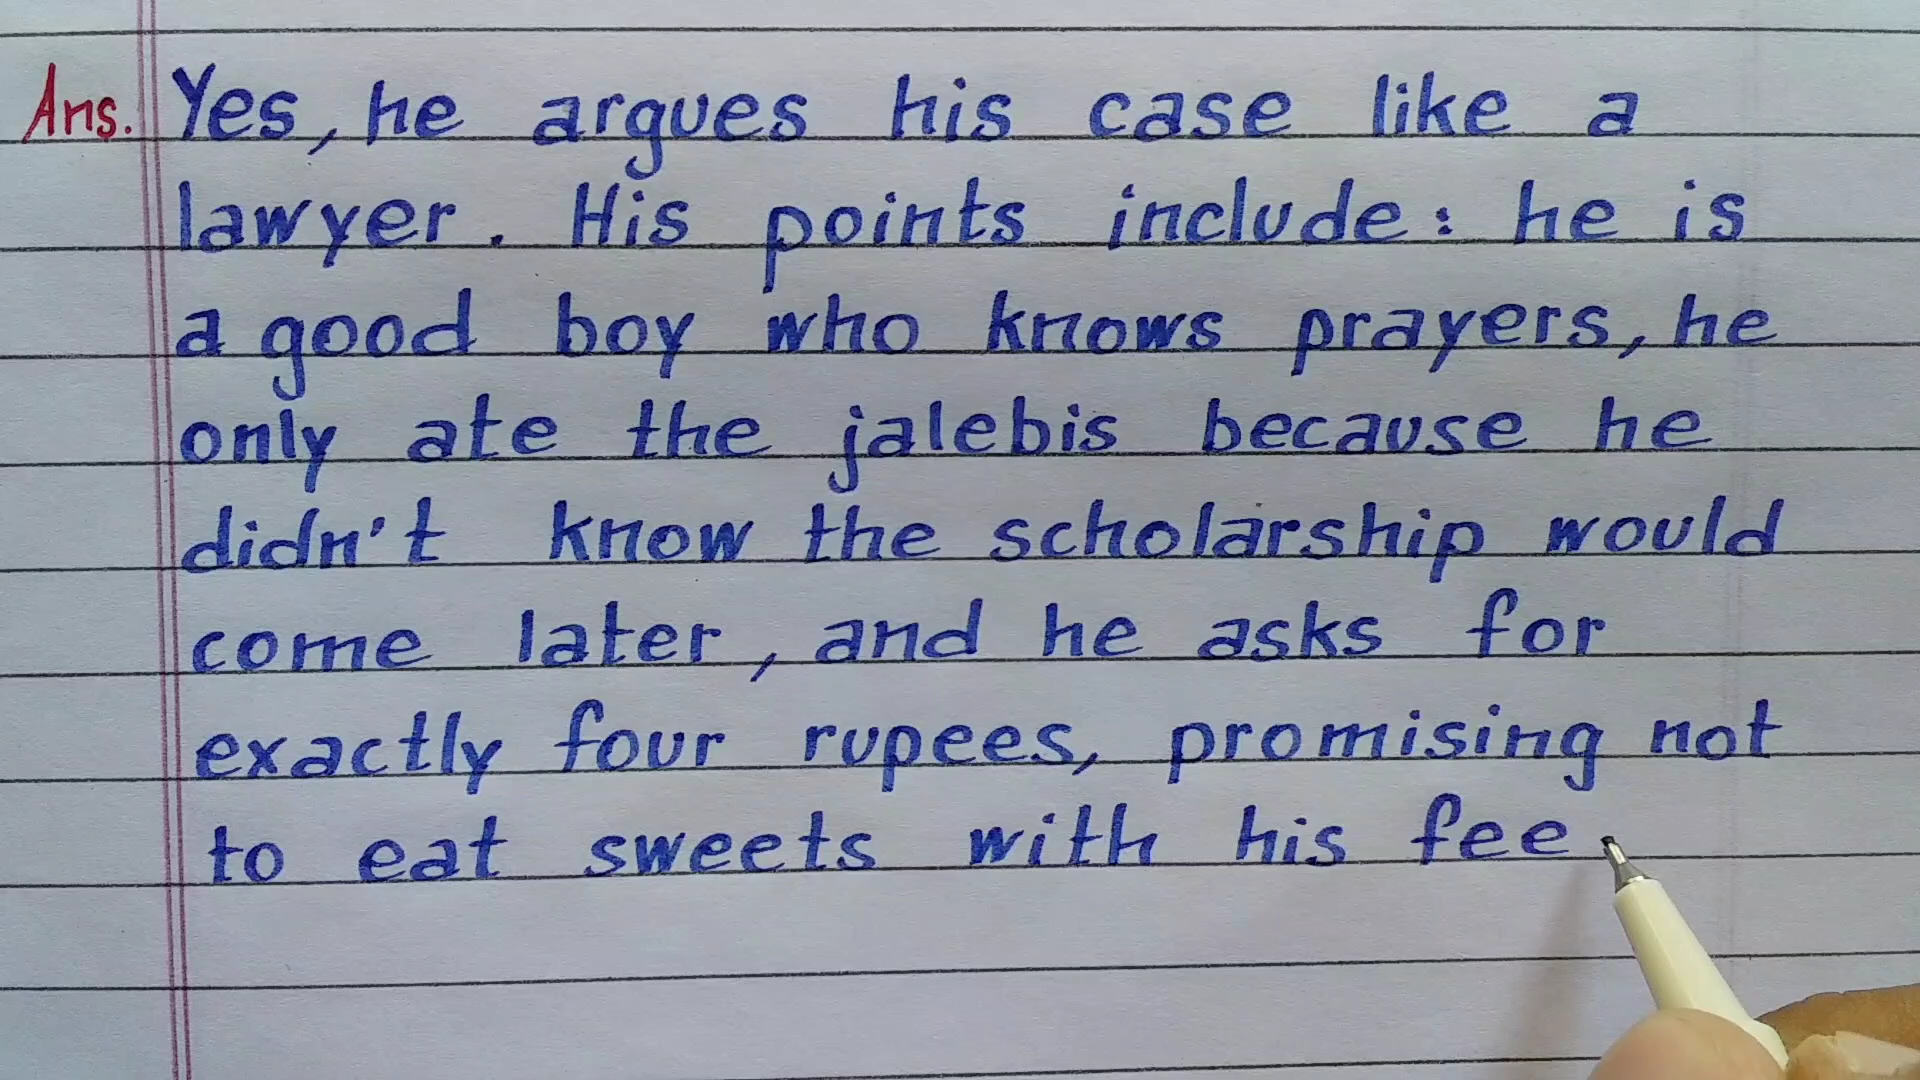 Ans. Yes, he argues his case like a
lawyer. His points include: he is
a good boy who knows prayers, he
only ate the jalebis because he
didn't know the scholarship would
come later, and he asks for
exactly four rupees, promising not
to eat sweets with his fee.